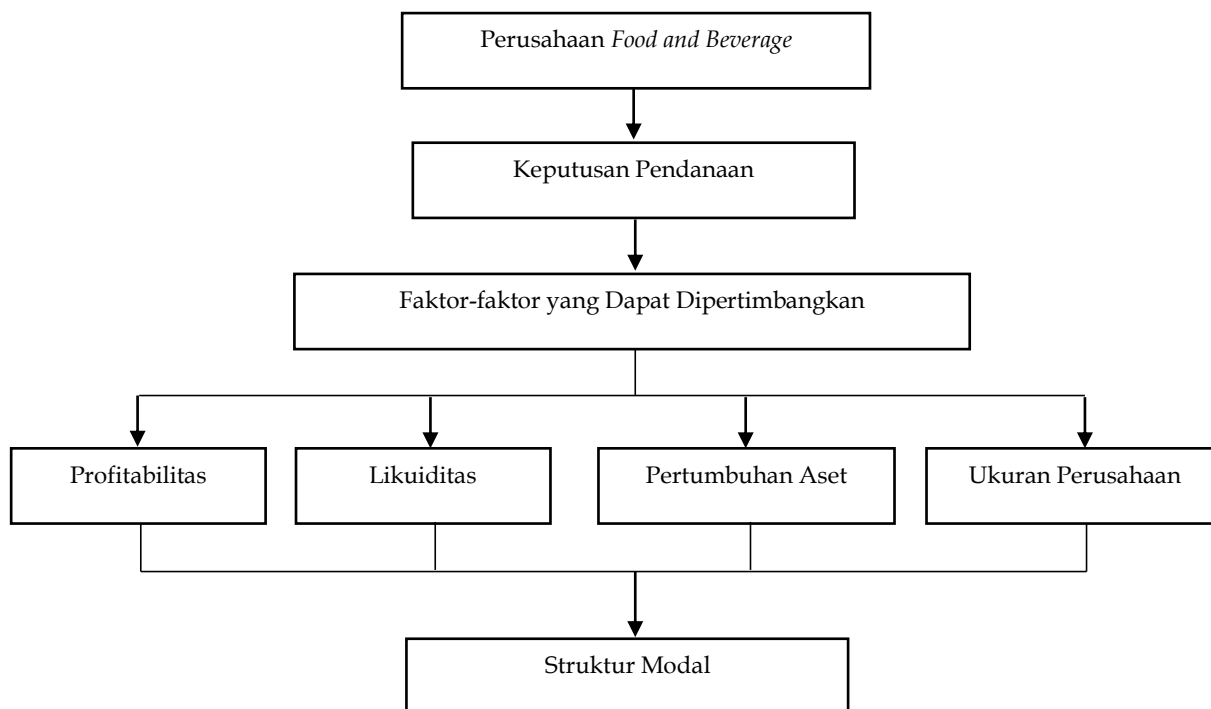 Perusahaan Food and Beverage
Keputusan Pendanaan
Faktor-faktor yang Dapat Dipertimbangkan
Profitabilitas
Likuiditas
Pertumbuhan Aset
Ukuran Perusahaan
Struktur Modal